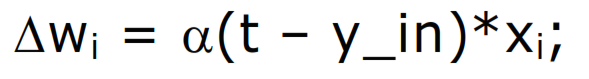 Δwᵢ = α(t – y_in)*xᵢ;